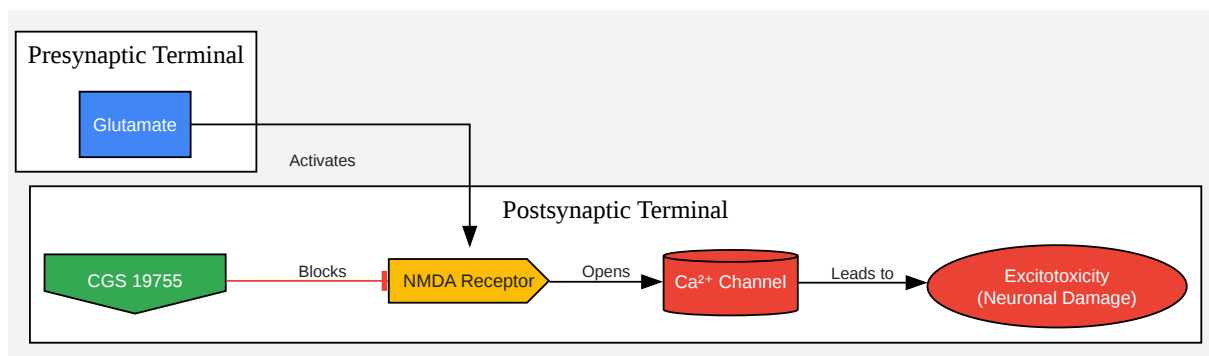 Presynaptic Terminal
Glutamate
Activates
Postsynaptic Terminal
CGS 19755
Blocks
NMDA Receptor
Opens
Ca²⁺ Channel
Leads to
Excitotoxicity
(Neuronal Damage)